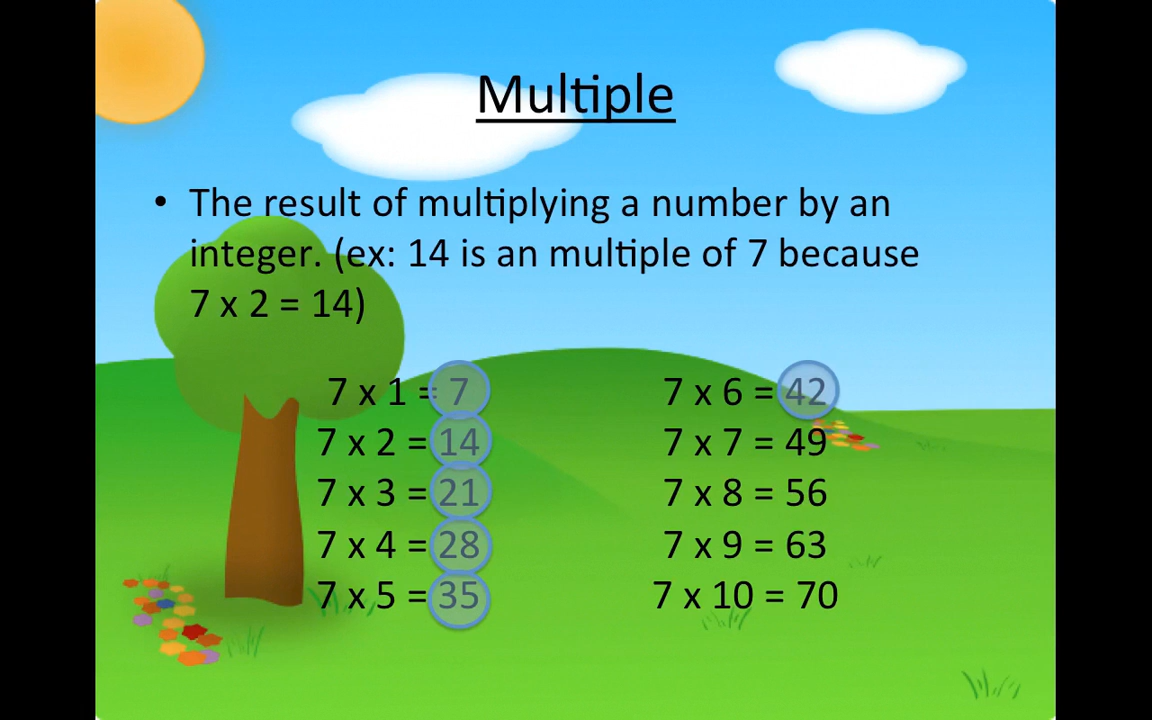 Multiple
• The result of multiplying a number by an
integer. (ex: 14 is an multiple of 7 because
7 x 2 = 14)
7 x 1 = 7
7 x 2 = 14
7 x 3 = 21
7 x 4 = 28
7 x 5 = 35
7 x 6 = 42
7 x 7 = 49
7 x 8 = 56
7 x 9 = 63
7 x 10 = 70